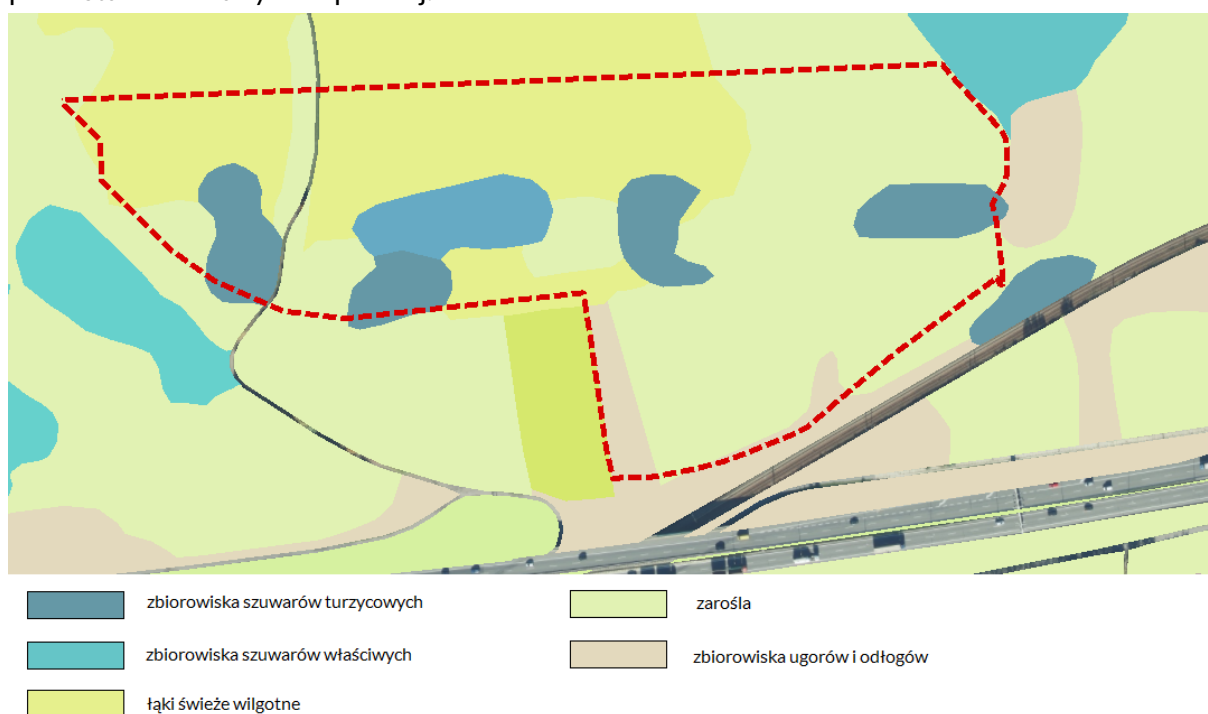 zbiorowiska szuwarów turzycowych
zarośla
zbiorowiska szuwarów właściwych
zbiorowiska ugorów i odłogów
łąki świeże wilgotne